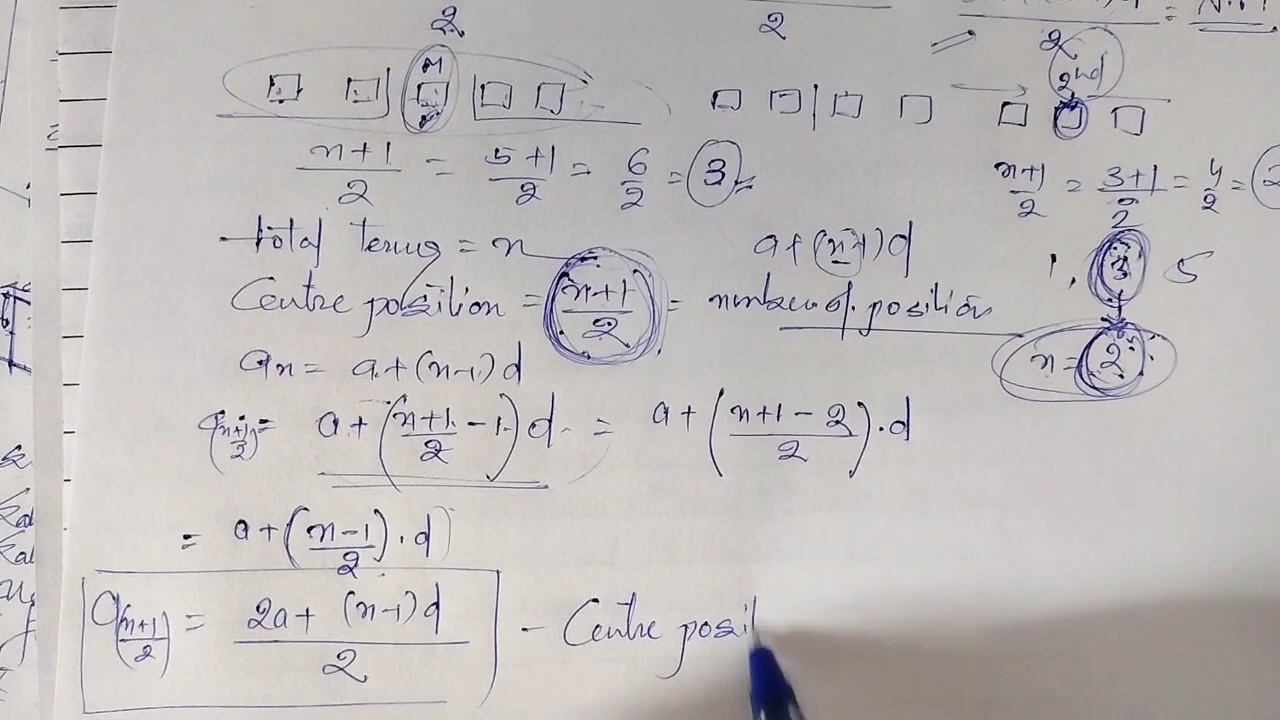 2
2
2
n+1/2 = 5+1/2 = 6/2 = 3
2nd
n+1/2 = 3+1/2 = 4/2 = 2
total terms = n
a+(n-1)d
1, 3 5
Centre position = n+1/2 = number of position
n = 2
an = a+(n-1)d
a(n+1/2) = a+(n+1/2 - 1)d = a+(n+1-2/2).d
= a+(n-1/2).d
a(n+1/2) = 2a+(n-1)d/2 - Centre posi